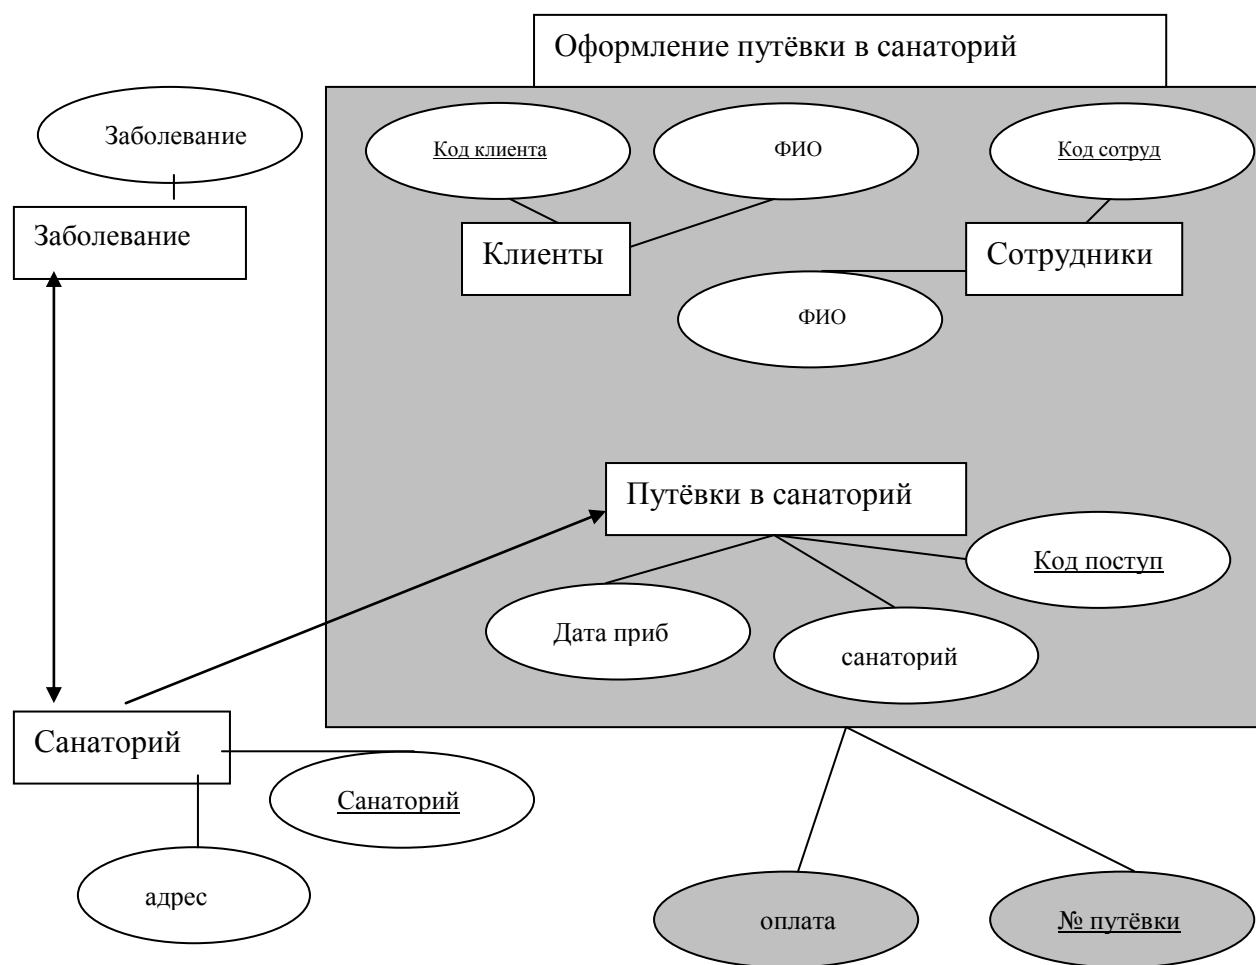 Оформление путёвки в санаторий
Заболевание
Код клиента
ФИО
Код сотруд
Заболевание
Клиенты
Сотрудники
ФИО
Путёвки в санаторий
Код поступ
Дата приб
санаторий
Санаторий
Санаторий
адрес
оплата
№ путёвки